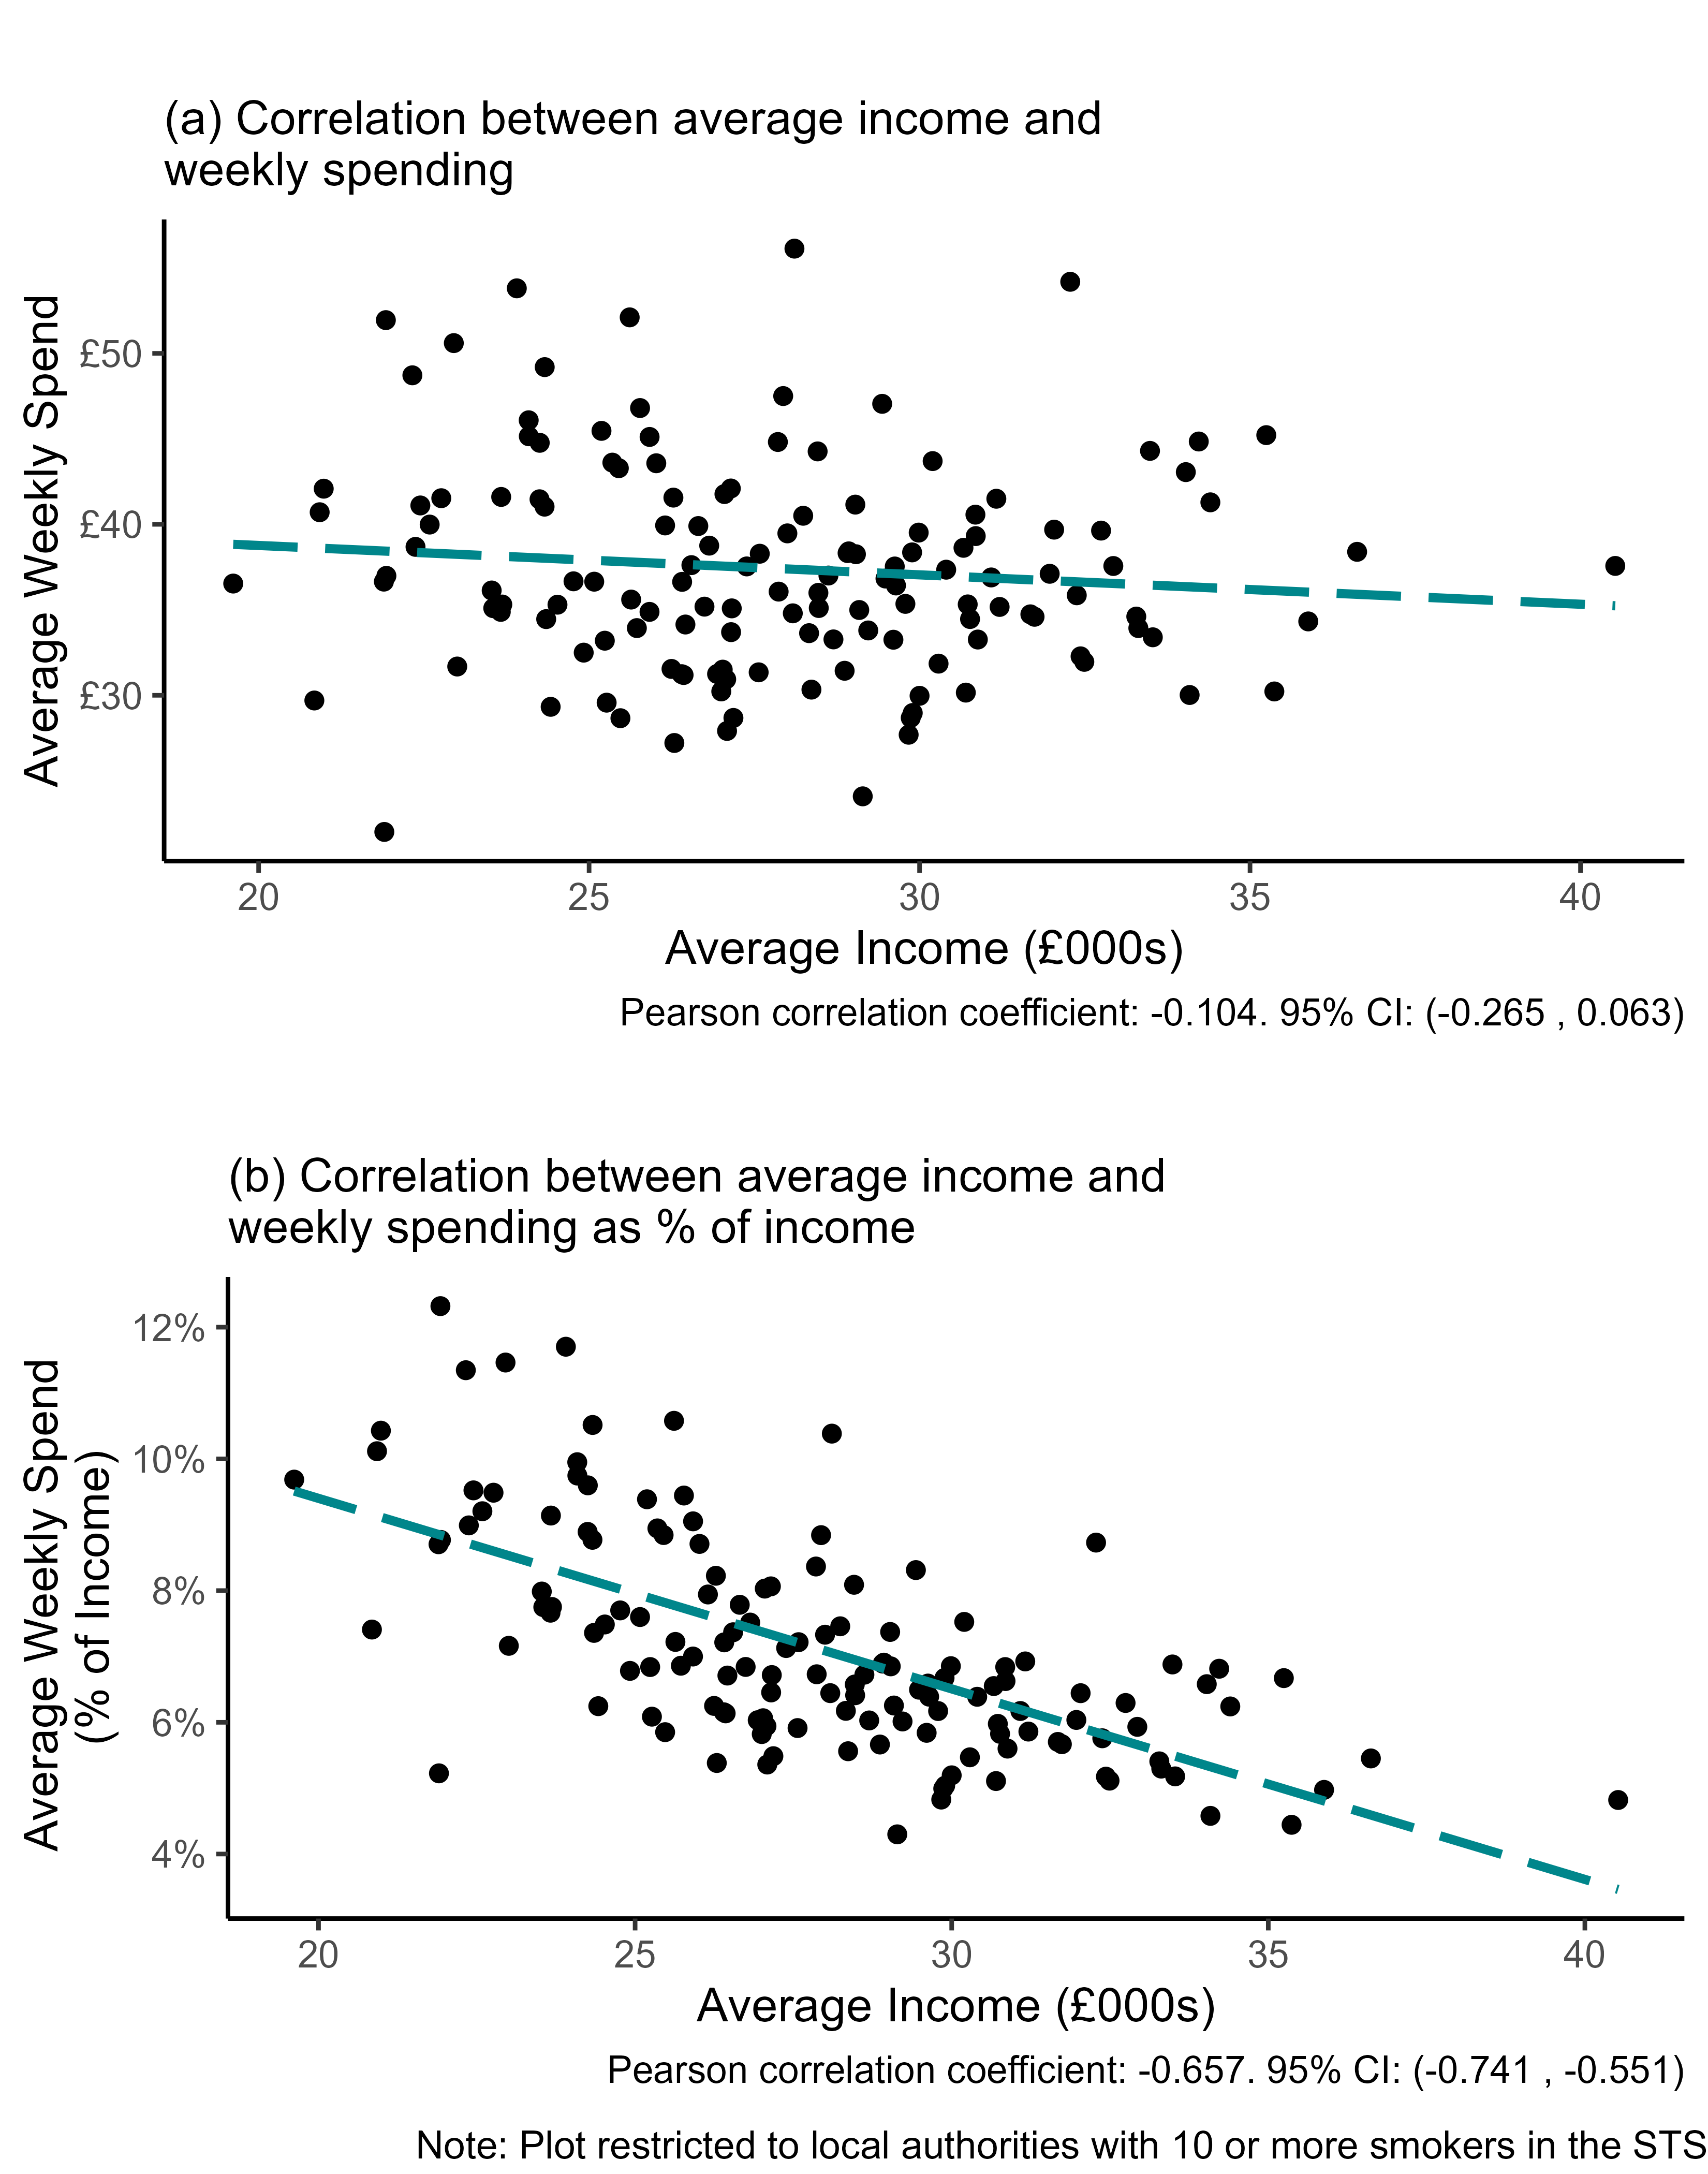 (a) Correlation between average income and
weekly spending
Average Weekly Spend
£50
£40
£30
20
25
30
35
40
Average Income (£000s)
Pearson correlation coefficient: -0.104. 95% CI: (-0.265 , 0.063)
(b) Correlation between average income and
weekly spending as % of income
Average Weekly Spend
(% of Income)
12%
10%
8%
6%
4%
20
25
30
35
40
Average Income (£000s)
Pearson correlation coefficient: -0.657. 95% CI: (-0.741 , -0.551)
Note: Plot restricted to local authorities with 10 or more smokers in the STS